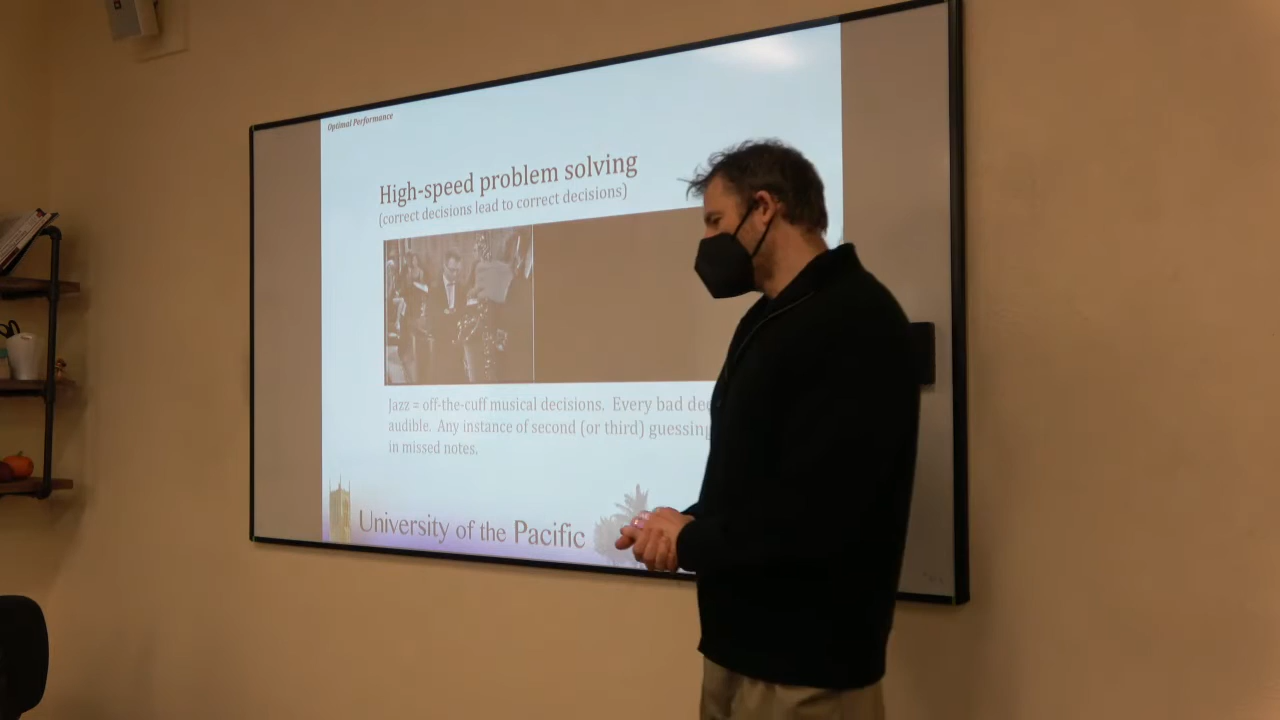 Optimal Performance
High-speed problem solving
(correct decisions lead to correct decisions)
Jazz = off-the-cuff musical decisions. Every bad
audible. Any instance of second (or third) guessing
in missed notes.
University of the Pacific